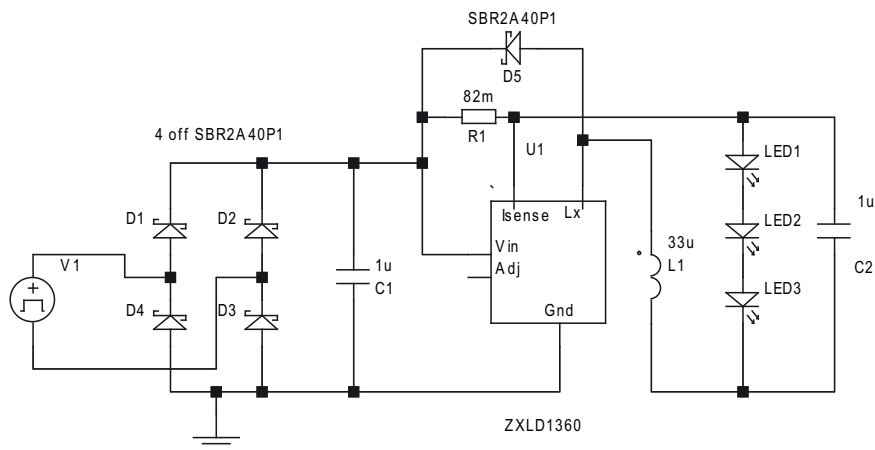 SBR2A40P1
D5
82m
R1
4 off SBR2A40P1
U1
LED1
D1
D2
Isense
Lx
1u
V1
Vin
33u
LED2
+
1u
Adj
L1
C1
C2
D4
D3
Gnd
LED3
ZXLD1360